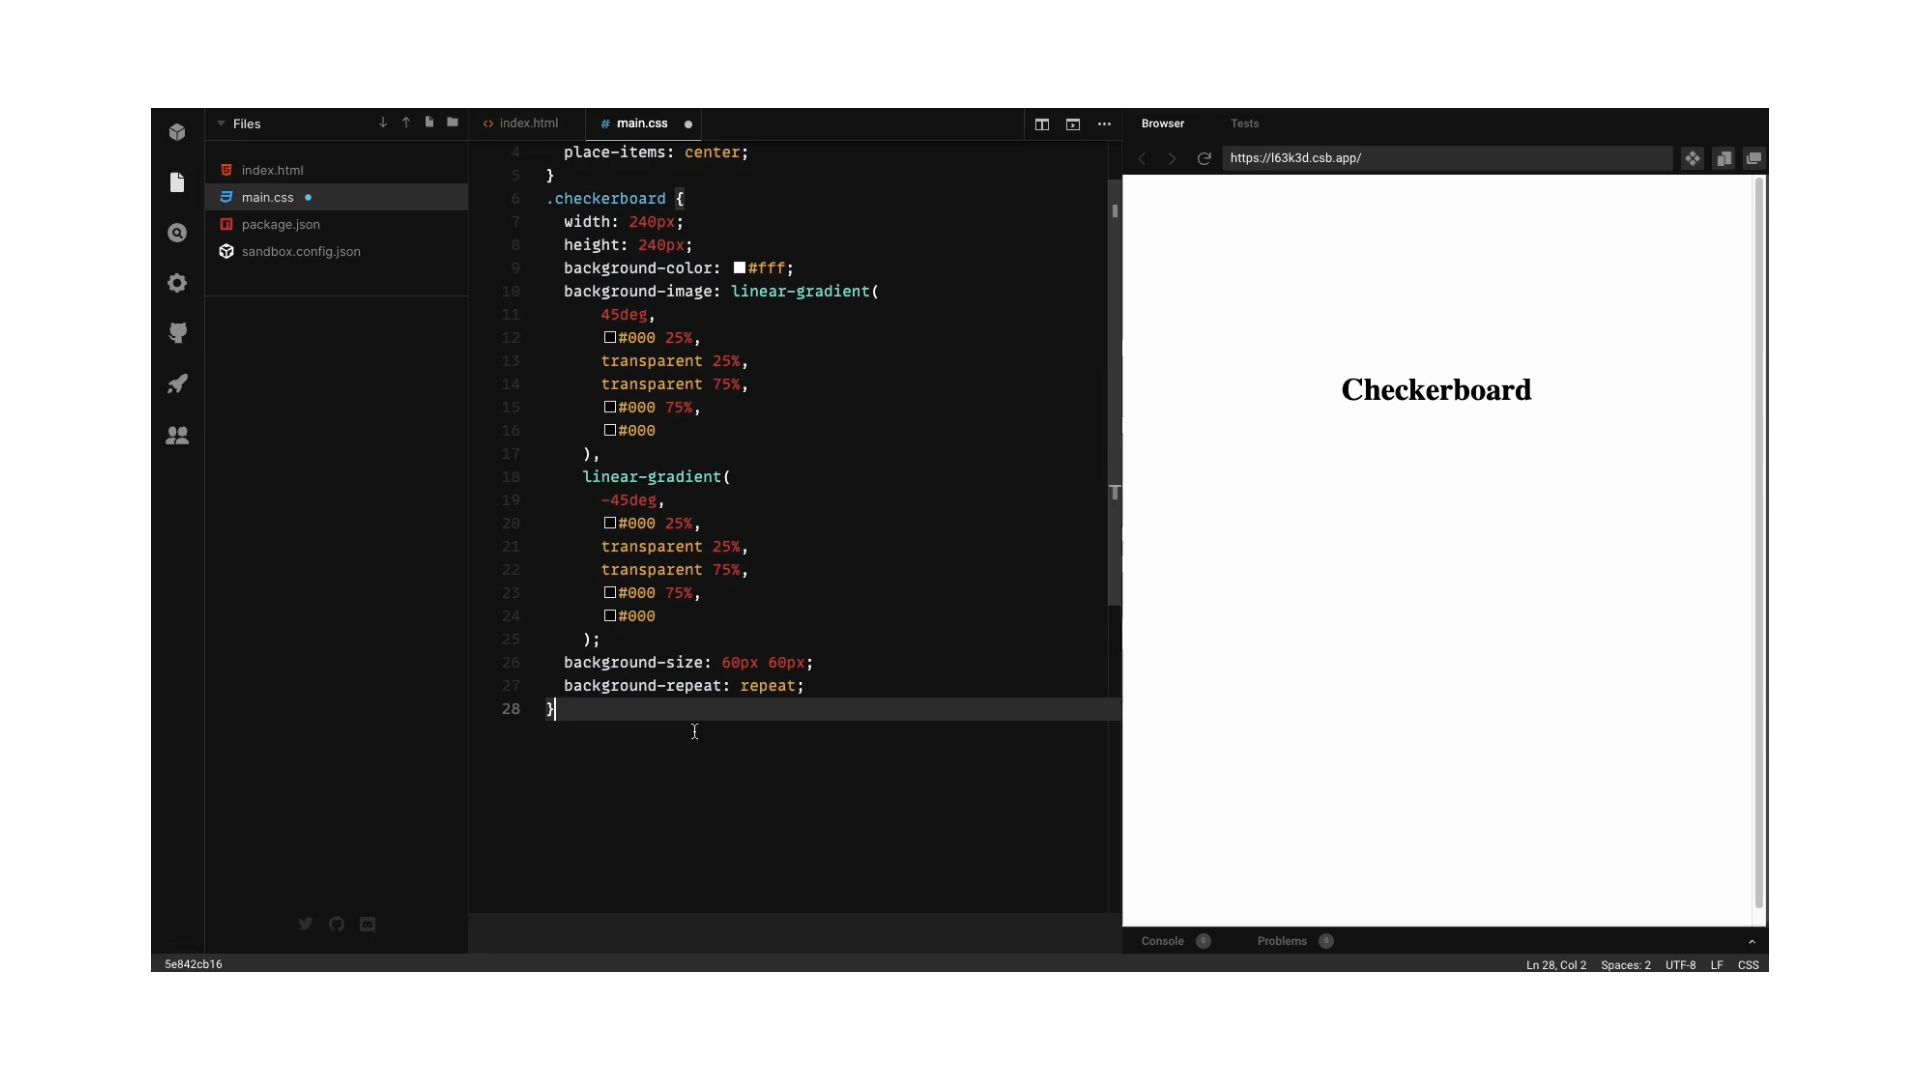 Files
index.html
main.css
package.json
sandbox.config.json
index.html
# main.css
4 place-items: center;
5 }
6 .checkerboard {
7 width: 240px;
8 height: 240px;
9 background-color: #fff;
10 background-image: linear-gradient(
11 45deg,
12 #000 25%,
13 transparent 25%,
14 transparent 75%,
15 #000 75%,
16 #000
17 ),
18 linear-gradient(
19 -45deg,
20 #000 25%,
21 transparent 25%,
22 transparent 75%,
23 #000 75%,
24 #000
25 );
26 background-size: 60px 60px;
27 background-repeat: repeat;
28 }
Browser Tests
https://l63k3d.csb.app/
Checkerboard
Console 0 Problems 0
5e842cb16
Ln 28, Col 2 Spaces: 2 UTF-8 LF CSS